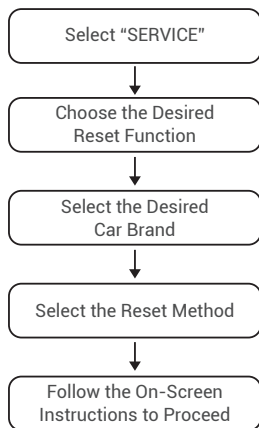 Select “SERVICE”
Choose the Desired
Reset Function
Select the Desired
Car Brand
Select the Reset Method
Follow the On-Screen
Instructions to Proceed